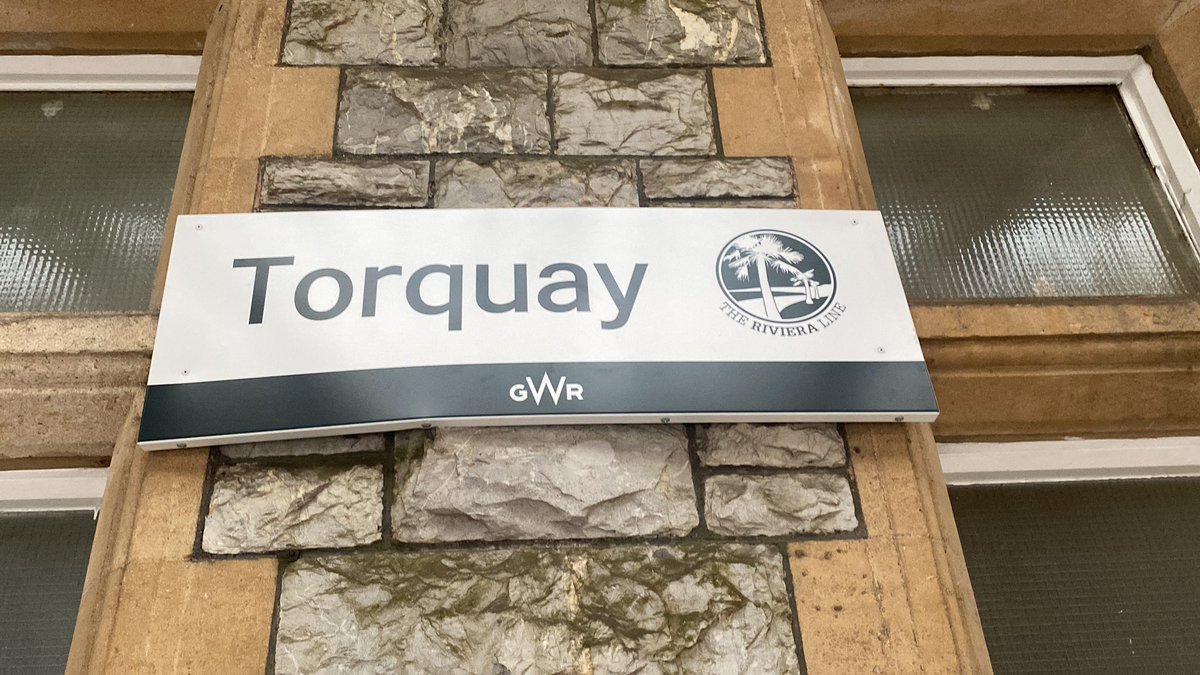 Torquay
THE RIVIERA LINE
GWR